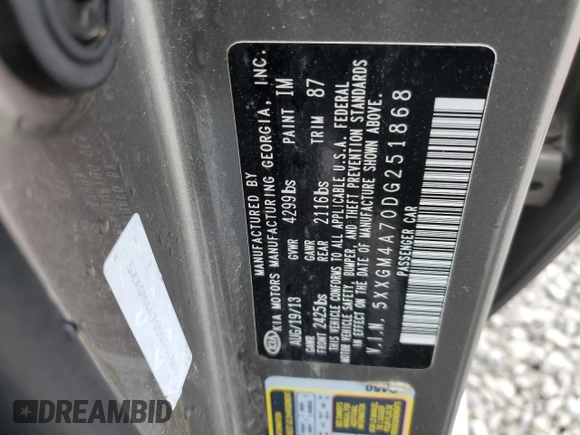 MANUFACTURED BY
KIA MOTORS MANUFACTURING GEORGIA, INC.
AUG/19/13 GVWR 4299lbs PAINT IM
GAWR FRONT 2425lbs GAWR REAR 2116lbs TRIM 87
THIS VEHICLE CONFORMS TO ALL APPLICABLE U.S.A. FEDERAL
MOTOR VEHICLE SAFETY, BUMPER, AND THEFT PREVENTION STANDARDS
IN EFFECT ON THE DATE OF MANUFACTURE SHOWN ABOVE.
V.I.N. 5XXGM4A70DG251868
PASSENGER CAR
KIA
DREAMBID